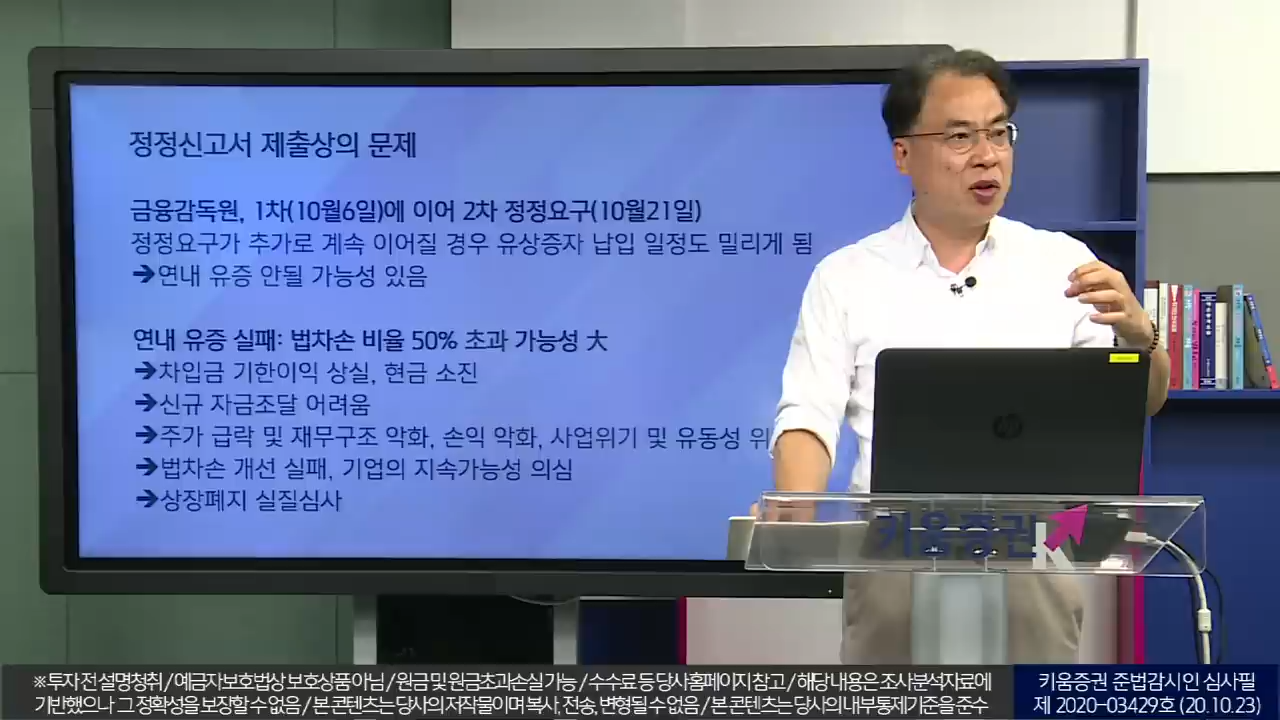 정정신고서 제출상의 문제
금융감독원, 1차(10월6일)에 이어 2차 정정요구(10월21일)
정정요구가 추가로 계속 이어질 경우 유상증자 납입 일정도 밀리게 됨
➔연내 유증 안될 가능성 있음
연내 유증 실패: 법차손 비율 50% 초과 가능성 大
➔차입금 기한이익 상실, 현금 소진
➔신규 자금조달 어려움
➔주가 급락 및 재무구조 악화, 손익 악화, 사업위기 및 유동성 위
➔법차손 개선 실패, 기업의 지속가능성 의심
➔상장폐지 실질심사
hp
키움증권
※ 투자 전 설명청취 / 예금자보호법상 보호상품 아님 / 원금 및 원금초과손실 가능 / 수수료 등 당사홈페이지 참고 / 해당 내용은 조사분석자료에
기반했으나 그 정확성을 보장할 수 없음 / 본 콘텐츠는 당사의 저작물이며 복사, 전송, 변형될 수 없음 / 본 콘텐츠는 당사의 내부통제기준을 준수
키움증권 준법감시인 심사필
제 2020-03429호 (20.10.23)